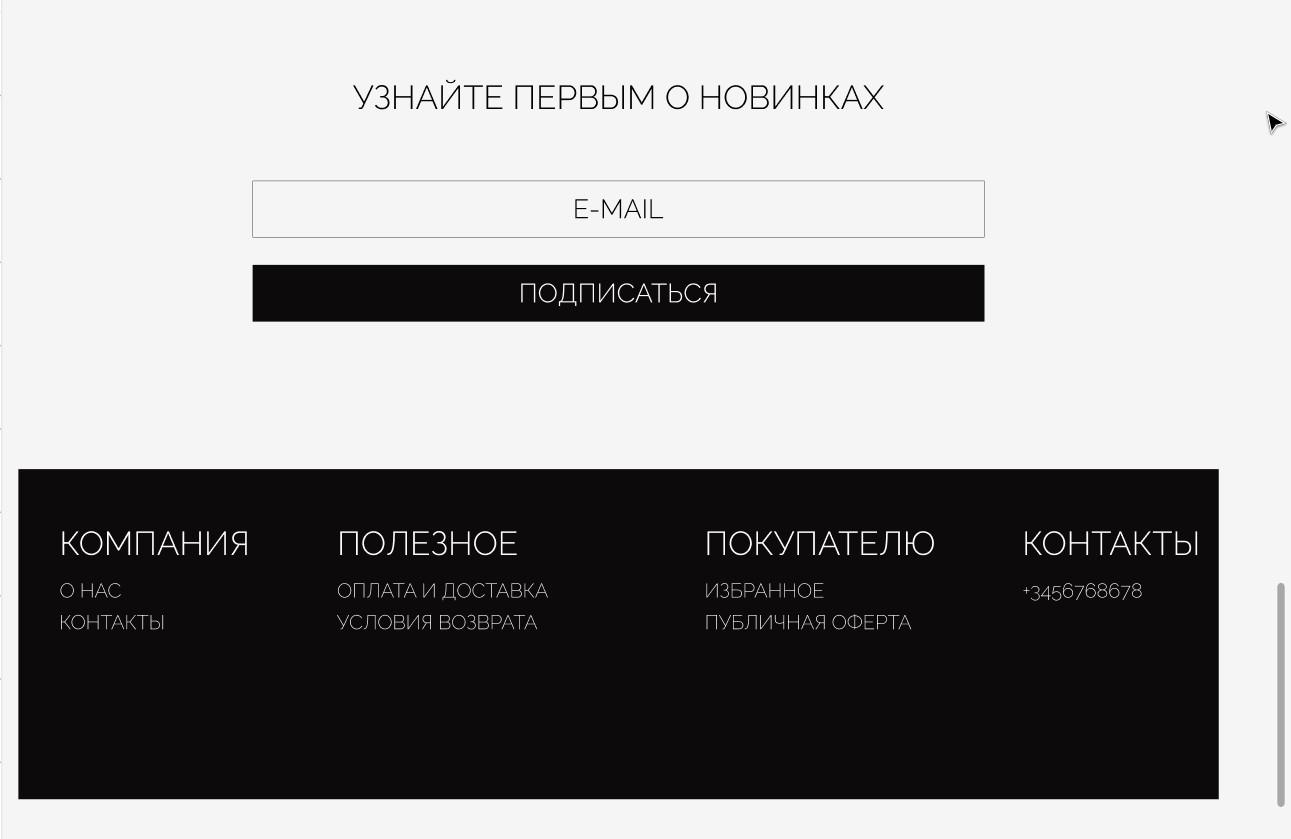 УЗНАЙТЕ ПЕРВЫМ О НОВИНКАХ
E-MAIL
ПОДПИСАТЬСЯ
КОМПАНИЯ
О НАС
КОНТАКТЫ
ПОЛЕЗНОЕ
ОПЛАТА И ДОСТАВКА
УСЛОВИЯ ВОЗВРАТА
ПОКУПАТЕЛЮ
ИЗБРАННОЕ
ПУБЛИЧНАЯ ОФЕРТА
КОНТАКТЫ
+3456768678